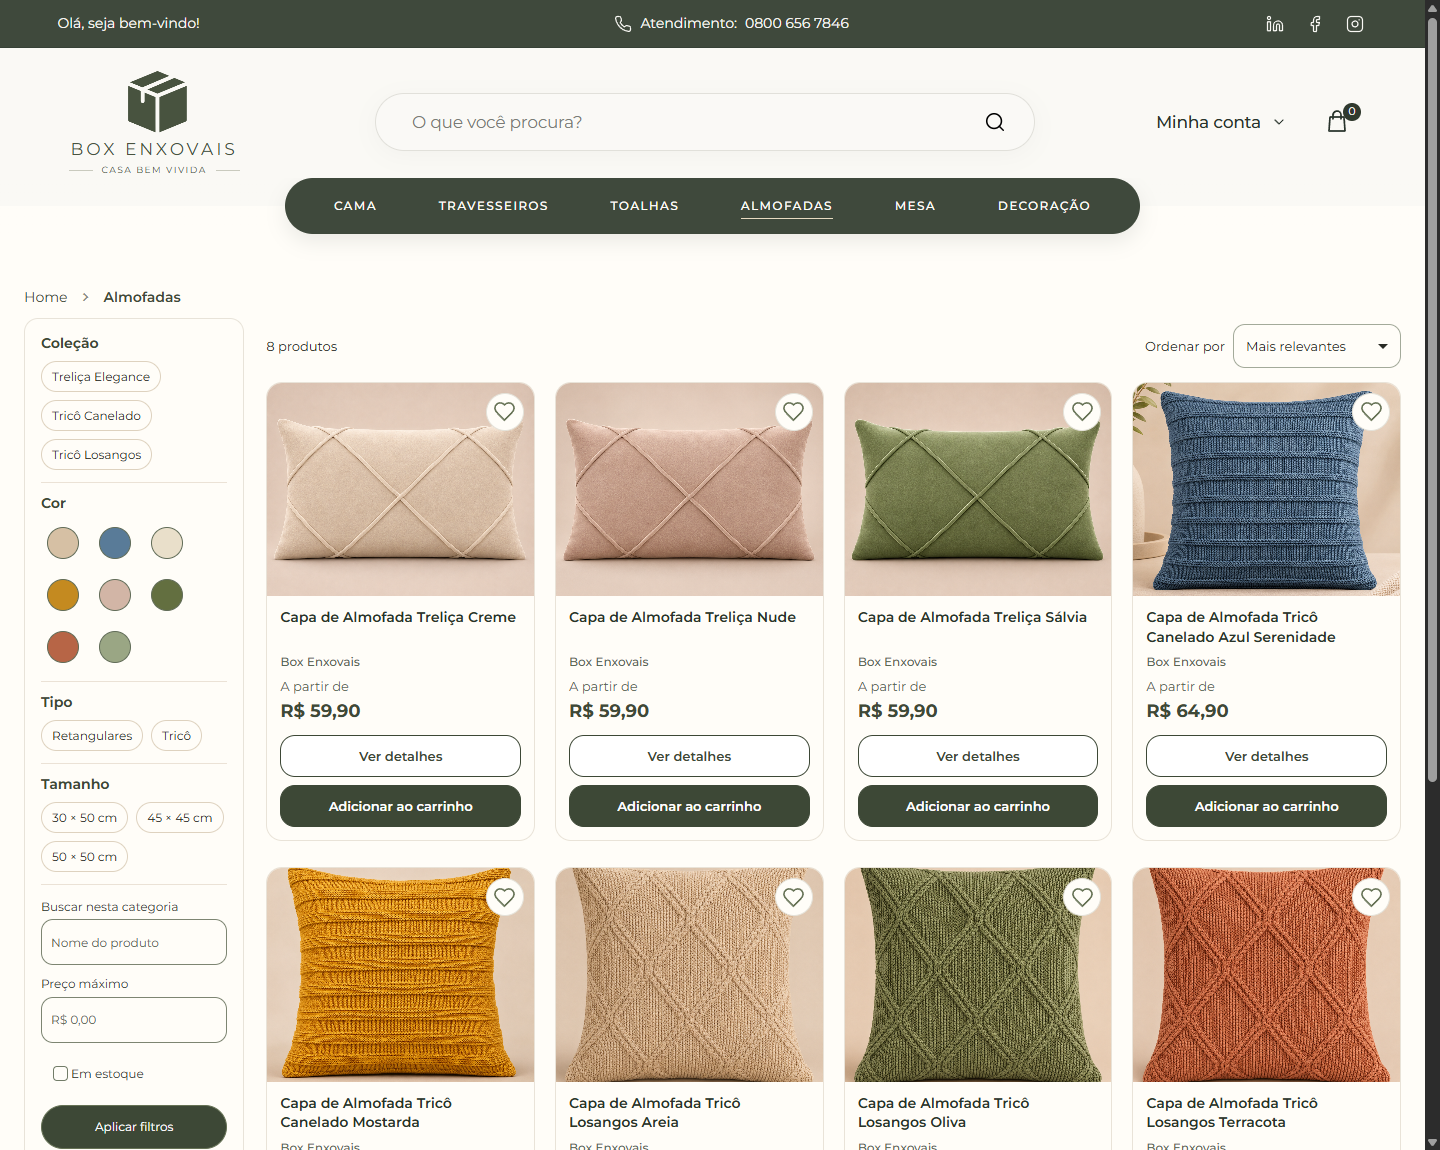 Olá, seja bem-vindo!
Atendimento: 0800 656 7846
BOX ENXOVAIS
CASA BEM VIVIDA
O que você procura?
Minha conta
0
CAMA
TRAVESSEIROS
TOALHAS
ALMOFADAS
MESA
DECORAÇÃO
Home > Almofadas
Coleção
Treliça Elegance
Tricô Canelado
Tricô Losangos
Cor
Tipo
Retangulares
Tricô
Tamanho
30 × 50 cm
45 × 45 cm
50 × 50 cm
Buscar nesta categoria
Nome do produto
Preço máximo
R$ 0,00
Em estoque
Aplicar filtros
8 produtos
Ordenar por
Mais relevantes
Capa de Almofada Treliça Creme
Box Enxovais
A partir de
R$ 59,90
Ver detalhes
Adicionar ao carrinho
Capa de Almofada Treliça Nude
Box Enxovais
A partir de
R$ 59,90
Ver detalhes
Adicionar ao carrinho
Capa de Almofada Treliça Sálvia
Box Enxovais
A partir de
R$ 59,90
Ver detalhes
Adicionar ao carrinho
Capa de Almofada Tricô
Canelado Azul Serenidade
Box Enxovais
A partir de
R$ 64,90
Ver detalhes
Adicionar ao carrinho
Capa de Almofada Tricô
Canelado Mostarda
Box Enxovais
Capa de Almofada Tricô
Losangos Areia
Box Enxovais
Capa de Almofada Tricô
Losangos Oliva
Box Enxovais
Capa de Almofada Tricô
Losangos Terracota
Box Enxovais